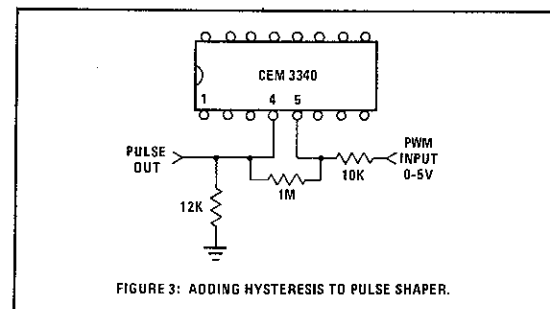 CEM 3340
1 4 5
PULSE
OUT
PWM
INPUT
0-5V
10K
1M
12K
FIGURE 3: ADDING HYSTERESIS TO PULSE SHAPER.